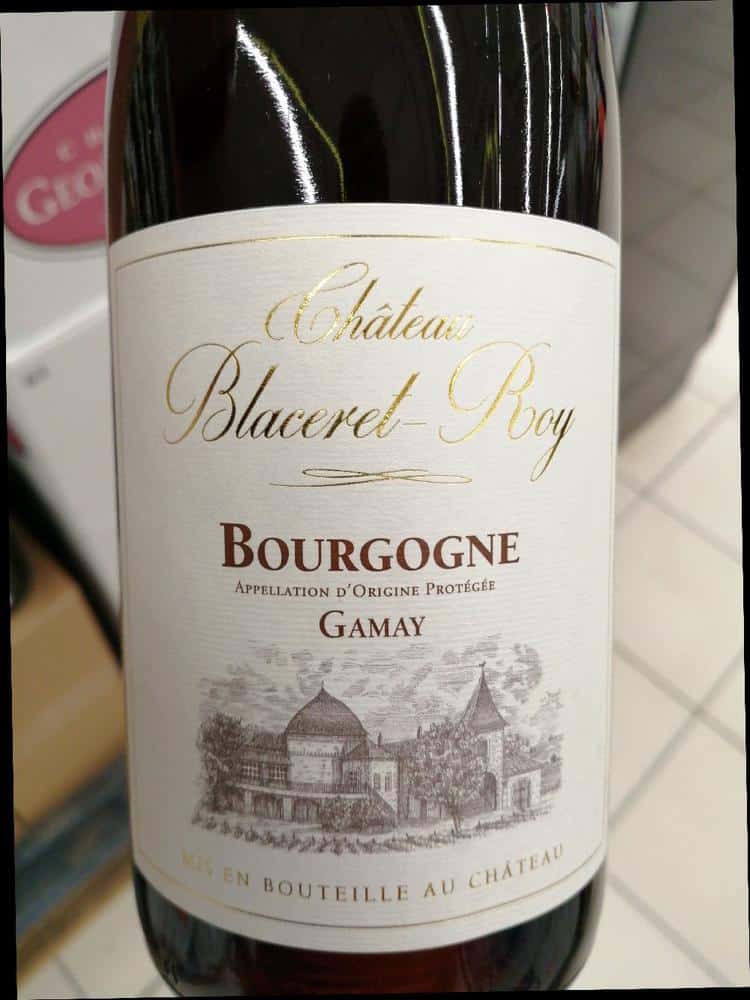 Château
Blaceret-Roy
BOURGOGNE
APPELLATION D'ORIGINE PROTÉGÉE
GAMAY
MIS EN BOUTEILLE AU CHÂTEAU